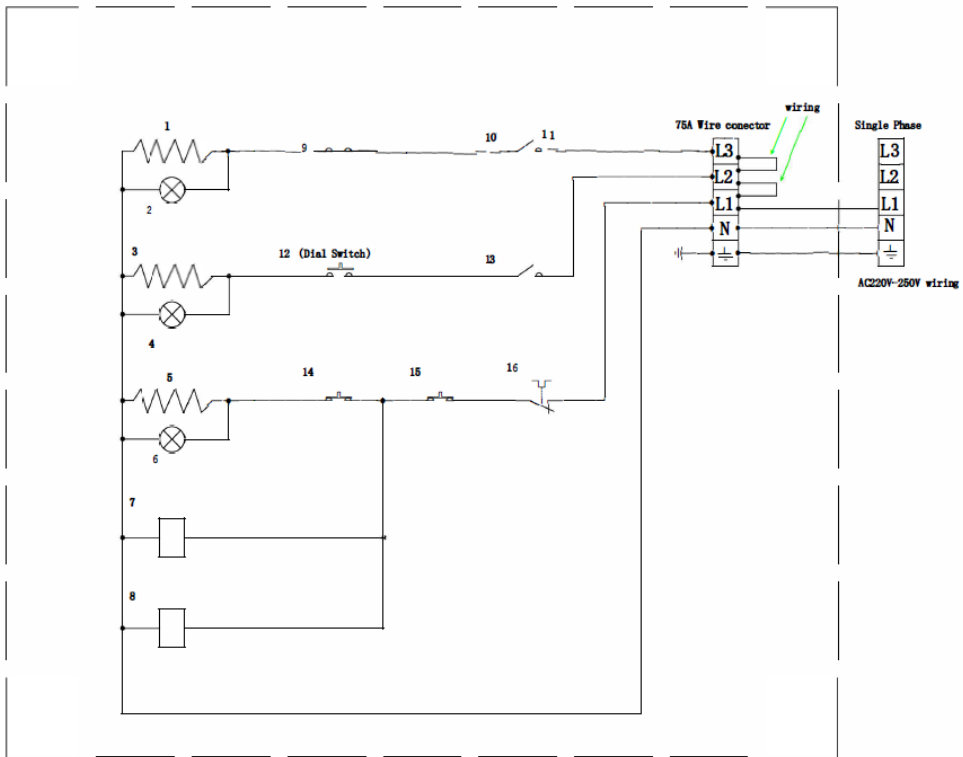 wiring
75A Wire conector
Single Phase
1
9
10
11
L3
L3
L2
L2
2
L1
L1
N
N
3
12 (Dial Switch)
13
AC220V-250V wiring
4
5
14
15
16
6
7
8